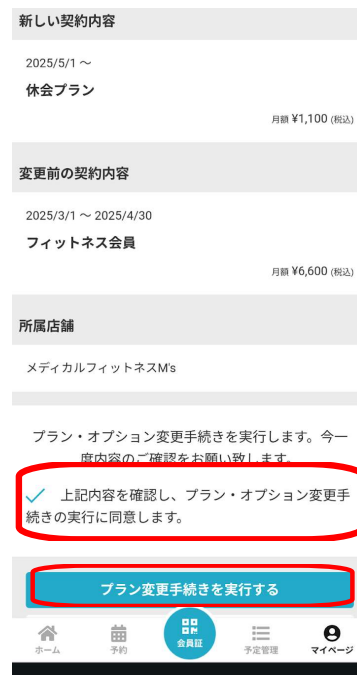 新しい契約内容
2025/5/1 ～
休会プラン
月額 ¥1,100 (税込)
変更前の契約内容
2025/3/1 ～ 2025/4/30
フィットネス会員
月額 ¥6,600 (税込)
所属店舗
メディカルフィットネスM's
プラン・オプション変更手続きを実行します。今一
度内容のご確認をお願い致します。
上記内容を確認し、プラン・オプション変更手
続きの実行に同意します。
プラン変更手続きを実行する
ホーム 予約 会員証 予定管理 マイページ